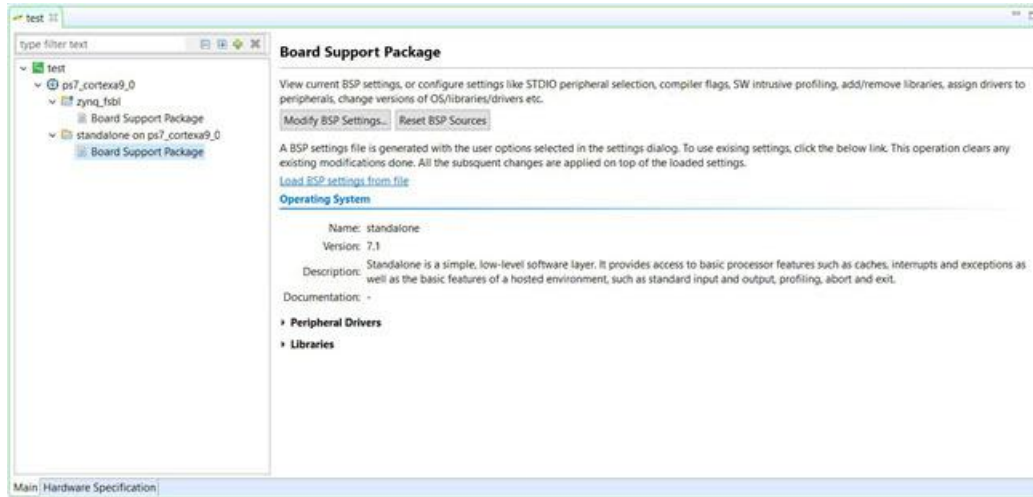 test
type filter text
test
ps7_cortexa9_0
zynq_fsbl
Board Support Package
standalone on ps7_cortexa9_0
Board Support Package
Board Support Package
View current BSP settings, or configure settings like STDIO peripheral selection, compiler flags, SW intrusive profiling, add/remove libraries, assign drivers to
peripherals, change versions of OS/libraries/drivers etc.
Modify BSP Settings... Reset BSP Sources
A BSP settings file is generated with the user options selected in the settings dialog. To use exising settings, click the below link. This operation clears any
existing modifications done. All the subsquent changes are applied on top of the loaded settings.
Load BSP settings from file
Operating System
Name: standalone
Version: 7.1
Description: Standalone is a simple, low-level software layer. It provides access to basic processor features such as caches, interrupts and exceptions as
well as the basic features of a hosted environment, such as standard input and output, profiling, abort and exit.
Documentation: -
Peripheral Drivers
Libraries
Main Hardware Specification